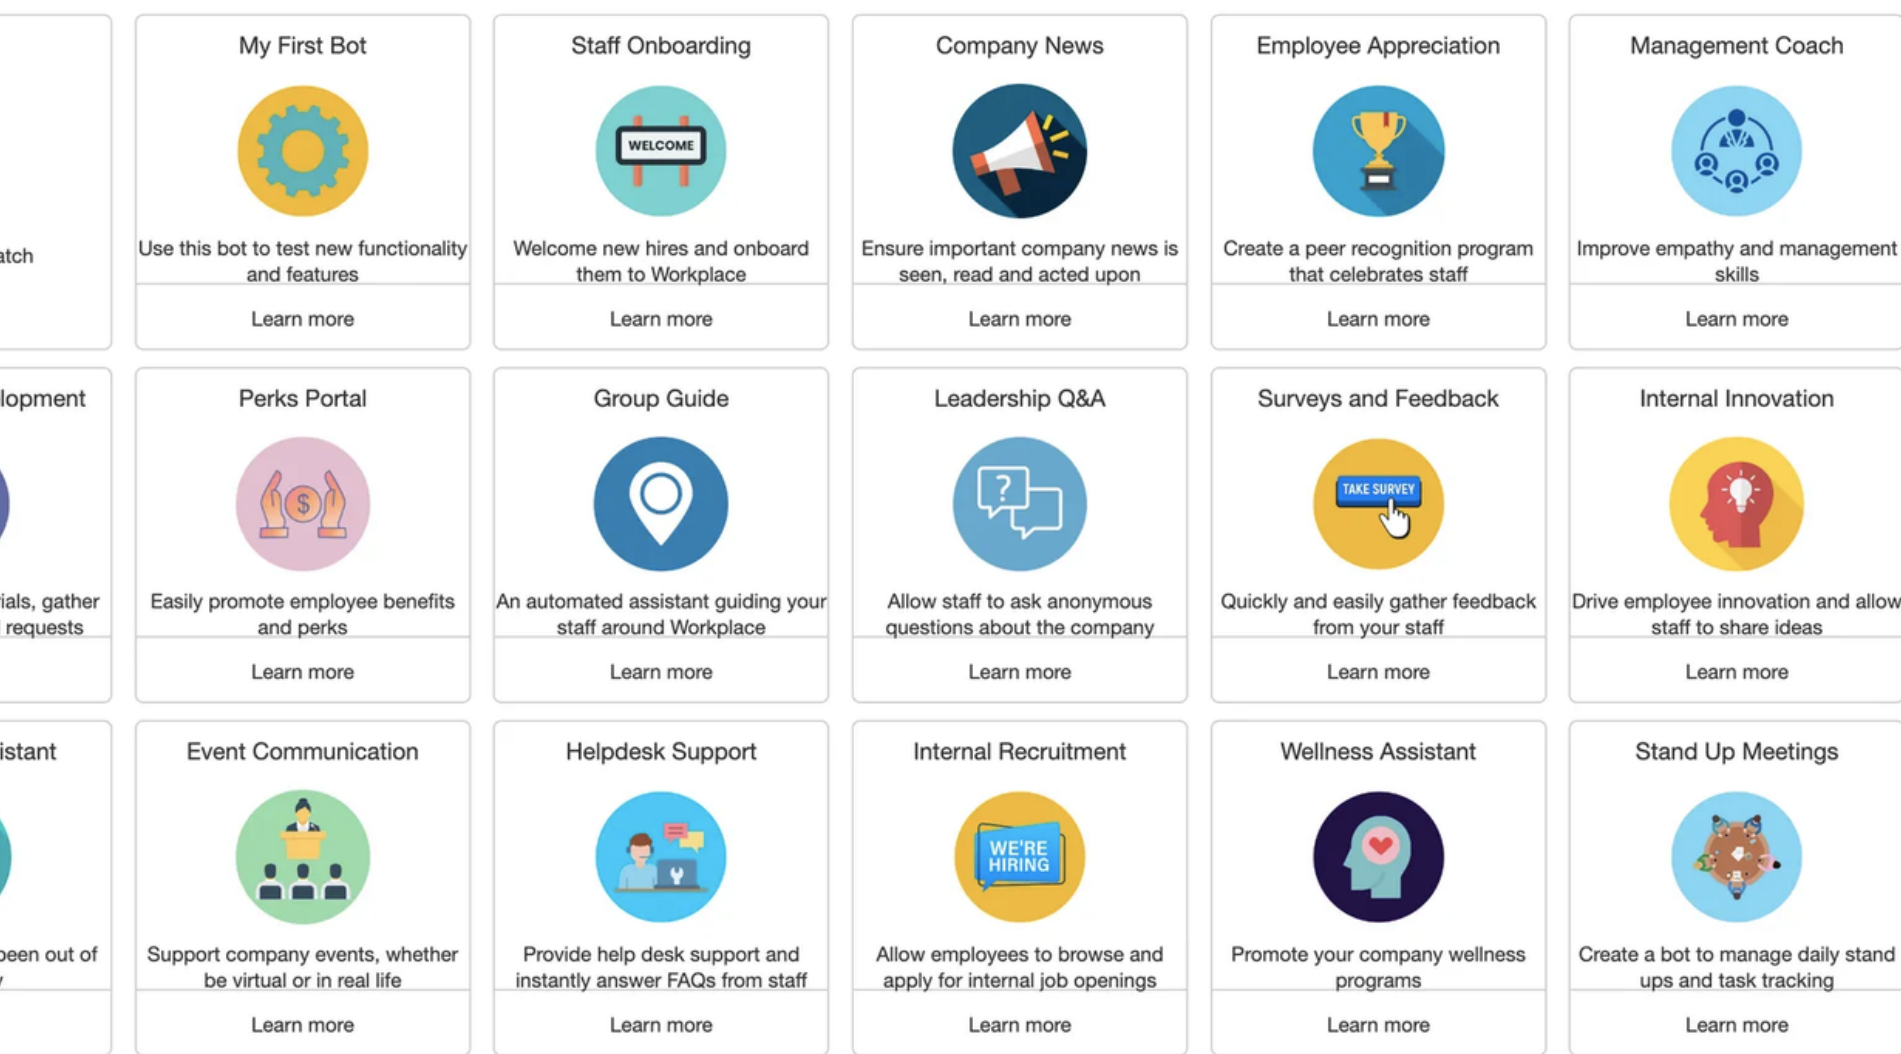 My First Bot
Staff Onboarding
Company News
Employee Appreciation
Management Coach
WELCOME
atch
Use this bot to test new functionality
and features
Welcome new hires and onboard
them to Workplace
Ensure important company news is
seen, read and acted upon
Create a peer recognition program
that celebrates staff
Improve empathy and management
skills
Learn more
Learn more
Learn more
Learn more
Learn more
lopment
Perks Portal
Group Guide
Leadership Q&A
Surveys and Feedback
Internal Innovation
$
?
TAKE SURVEY
ials, gather
requests
Easily promote employee benefits
and perks
An automated assistant guiding your
staff around Workplace
Allow staff to ask anonymous
questions about the company
Quickly and easily gather feedback
from your staff
Drive employee innovation and allow
staff to share ideas
Learn more
Learn more
Learn more
Learn more
Learn more
istant
Event Communication
Helpdesk Support
Internal Recruitment
Wellness Assistant
Stand Up Meetings
WE'RE
HIRING
been out of
Support company events, whether
be virtual or in real life
Provide help desk support and
instantly answer FAQs from staff
Allow employees to browse and
apply for internal job openings
Promote your company wellness
programs
Create a bot to manage daily stand
ups and task tracking
Learn more
Learn more
Learn more
Learn more
Learn more